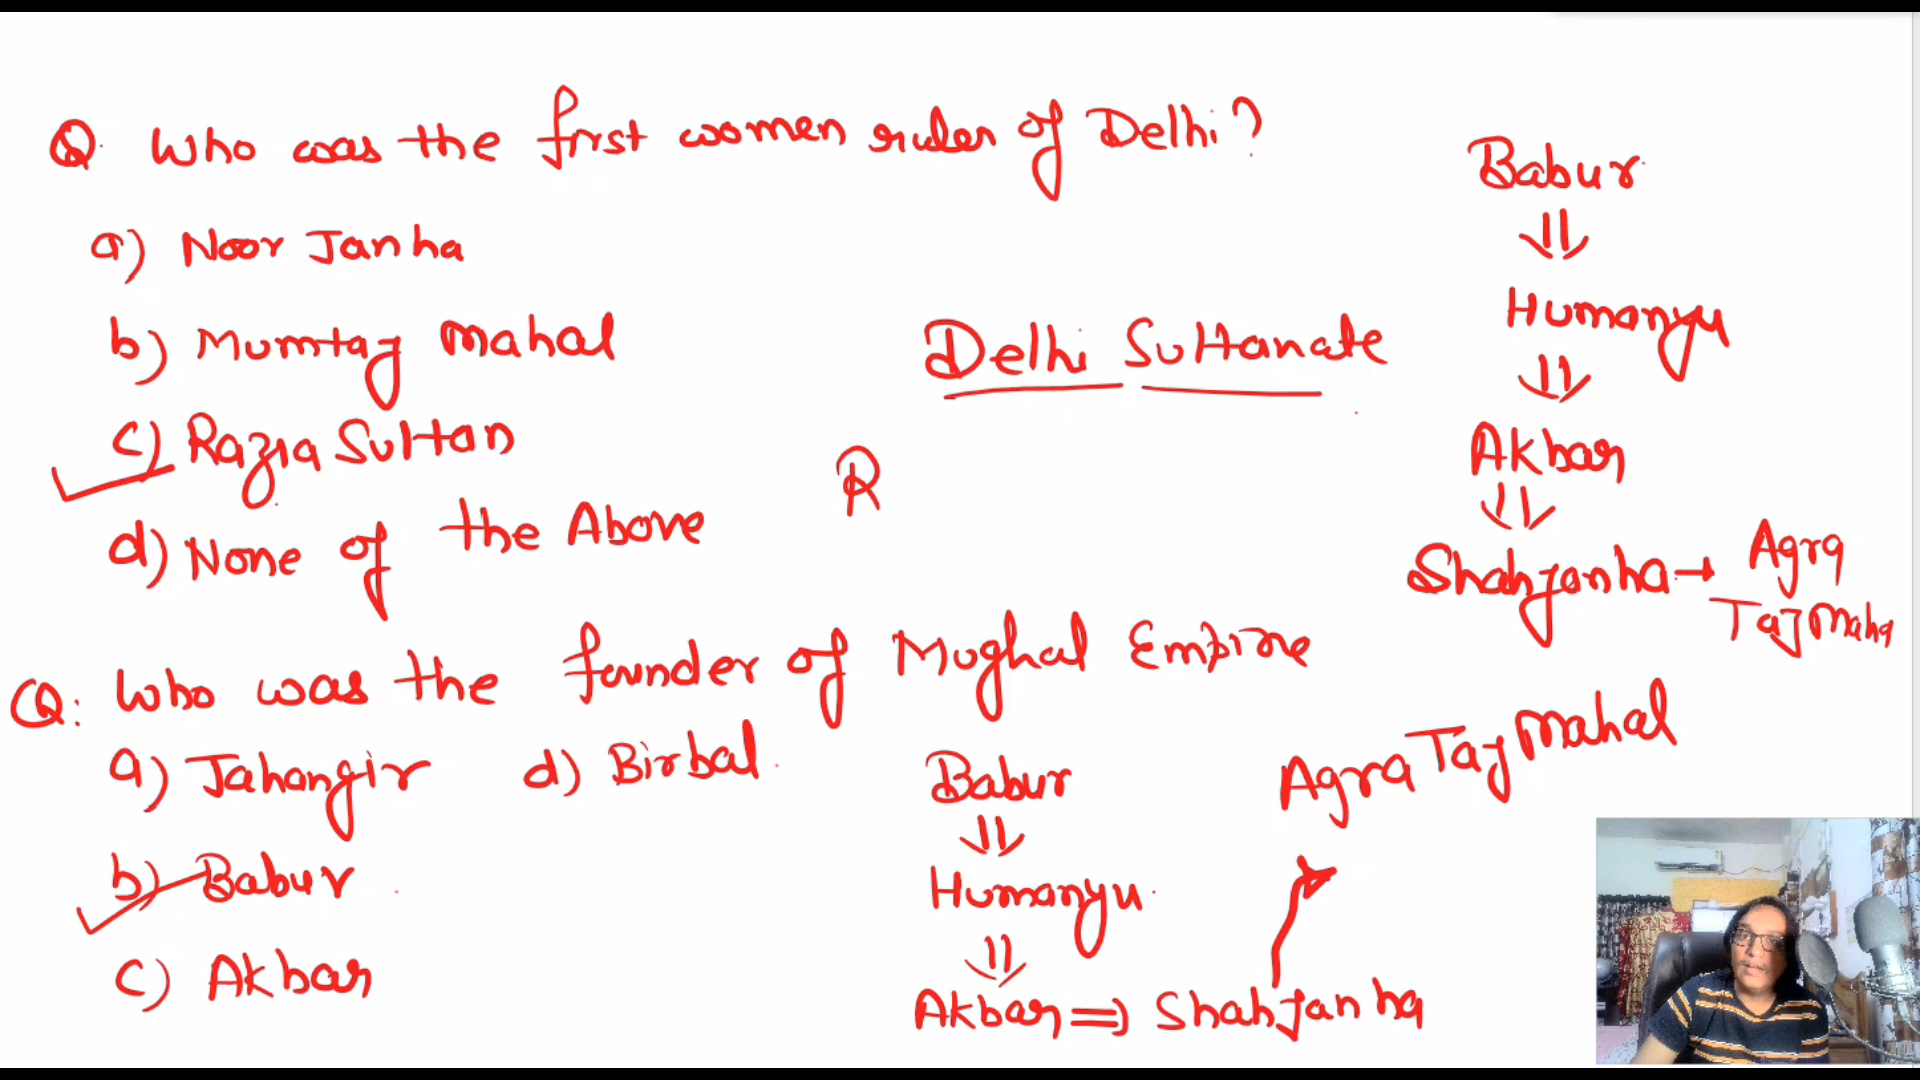 Q. Who was the first women ruler of Delhi?
a) Noor Janha
b) Mumtaz Mahal
c) Razia Sultan
d) None of the Above
Delhi Sultanate
R
Babur
Humanyu
Akbar
Shahjanha → Agra
Taj Maha
Q: Who was the founder of Mughal Empire
a) Jahangir d) Birbal
b) Babur
c) Akbar
Babur
Humanyu
Akbar ⇒ Shahjanha
Agra Taj Mahal